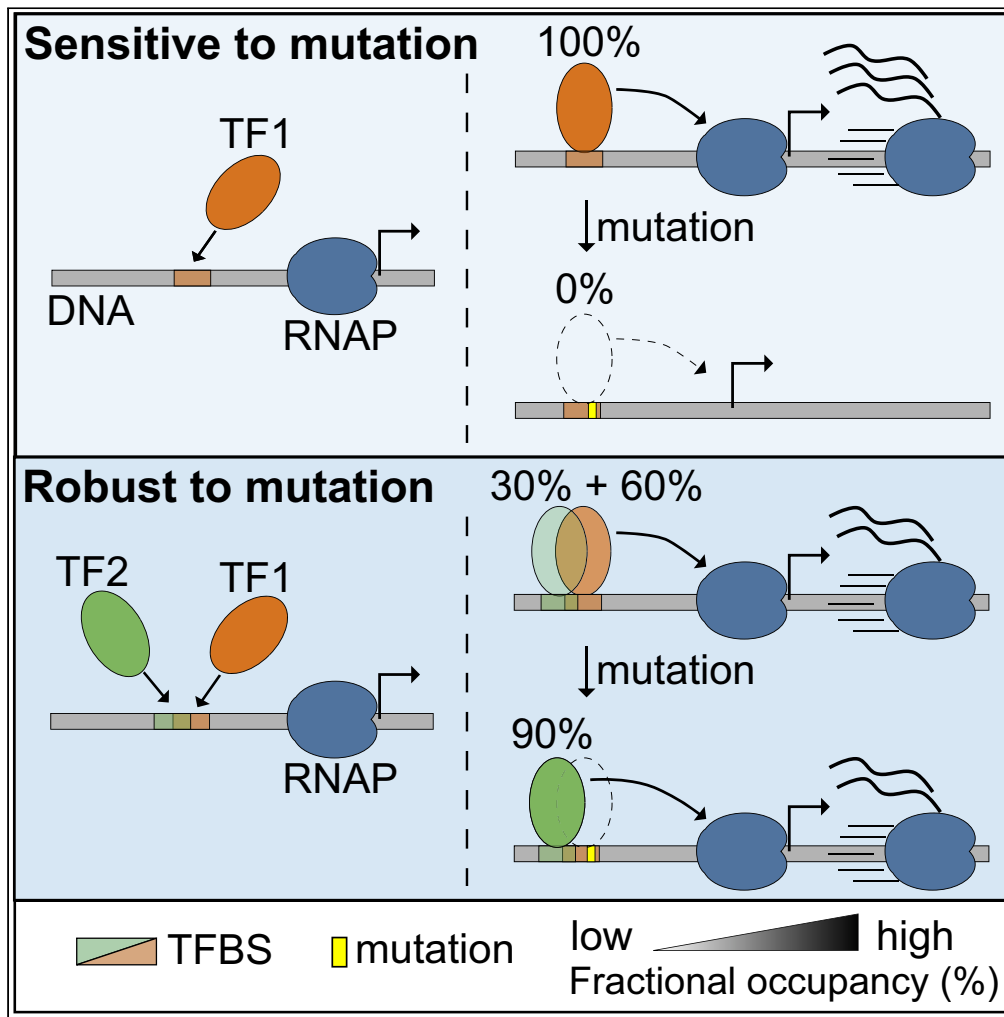 Sensitive to mutation
TF1
DNA
RNAP
100%
mutation
0%
Robust to mutation
TF2
TF1
RNAP
30% + 60%
mutation
90%
TFBS
mutation
low
high
Fractional occupancy (%)